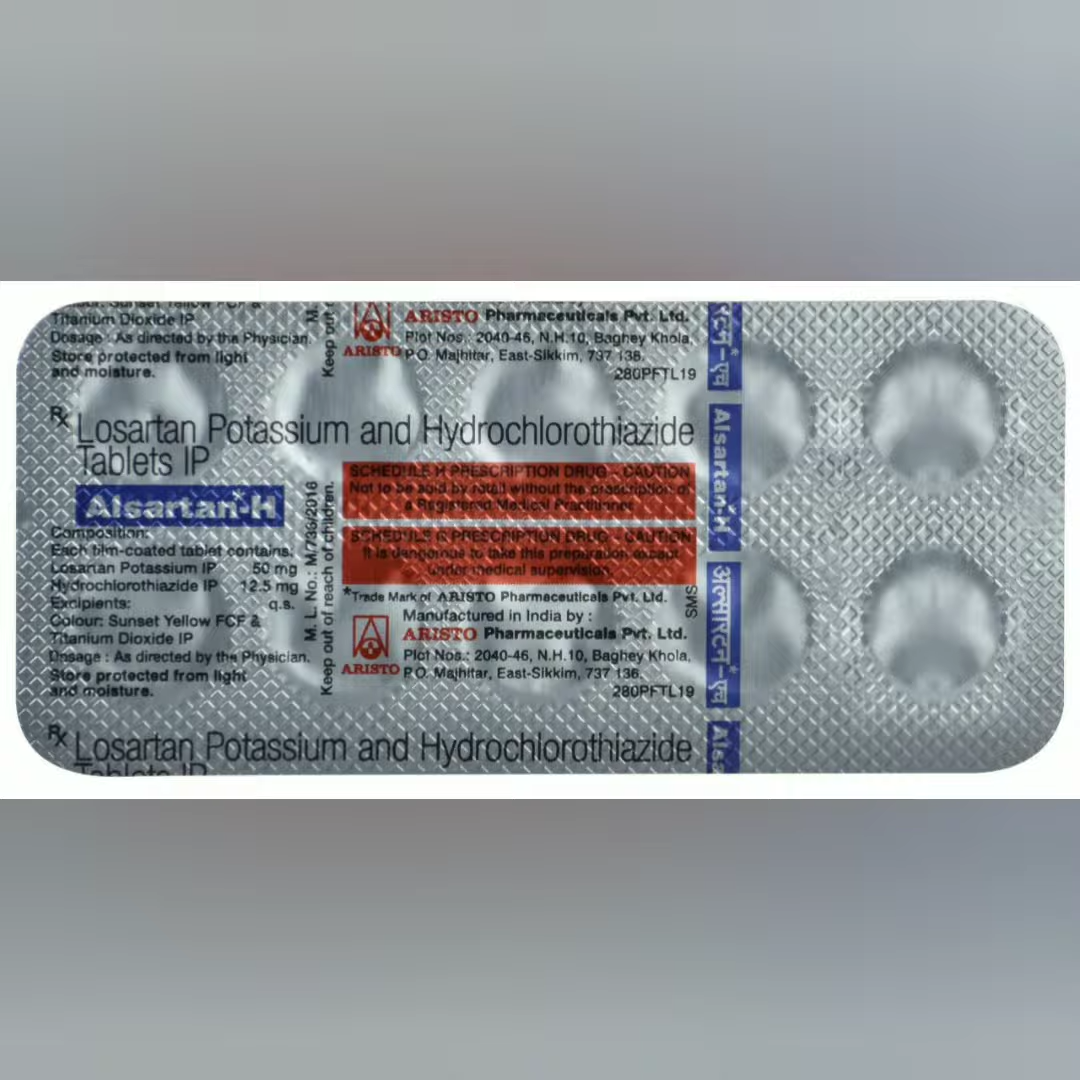 Titanium Dioxide IP
Dosage : As directed by the Physician.
Store protected from light
and moisture.
Keep out
ARISTO
ARISTO Pharmaceuticals Pvt. Ltd.
Plot Nos.: 2040-46, N.H.10, Baghey Khola,
P.O. Majhitar, East-Sikkim, 737 136.
280PFTL19
Rx
Losartan Potassium and Hydrochlorothiazide
Tablets IP
Alsartan*-H
Composition:
Each film-coated tablet contains:
Losartan Potassium IP 50 mg
Hydrochlorothiazide IP 12.5 mg
Excipients: q.s.
Colour: Sunset Yellow FCF &
Titanium Dioxide IP
Dosage : As directed by the Physician.
Store protected from light
and moisture.
M. L. No.: M/736/2016
Keep out of reach of children.
SCHEDULE H PRESCRIPTION DRUG - CAUTION
Not to be sold by retail without the prescription of
a Registered Medical Practitioner
SCHEDULE G PRESCRIPTION DRUG - CAUTION
It is dangerous to take this preparation except
under medical supervision.
*Trade Mark of ARISTO Pharmaceuticals Pvt. Ltd.
SMS
Manufactured in India by :
ARISTO
ARISTO Pharmaceuticals Pvt. Ltd.
Plot Nos.: 2040-46, N.H.10, Baghey Khola,
P.O. Majhitar, East-Sikkim, 737 136.
280PFTL19
Alsartan*-H
अल्सारटन*-एच
Rx
Losartan Potassium and Hydrochlorothiazide
Tablets IP